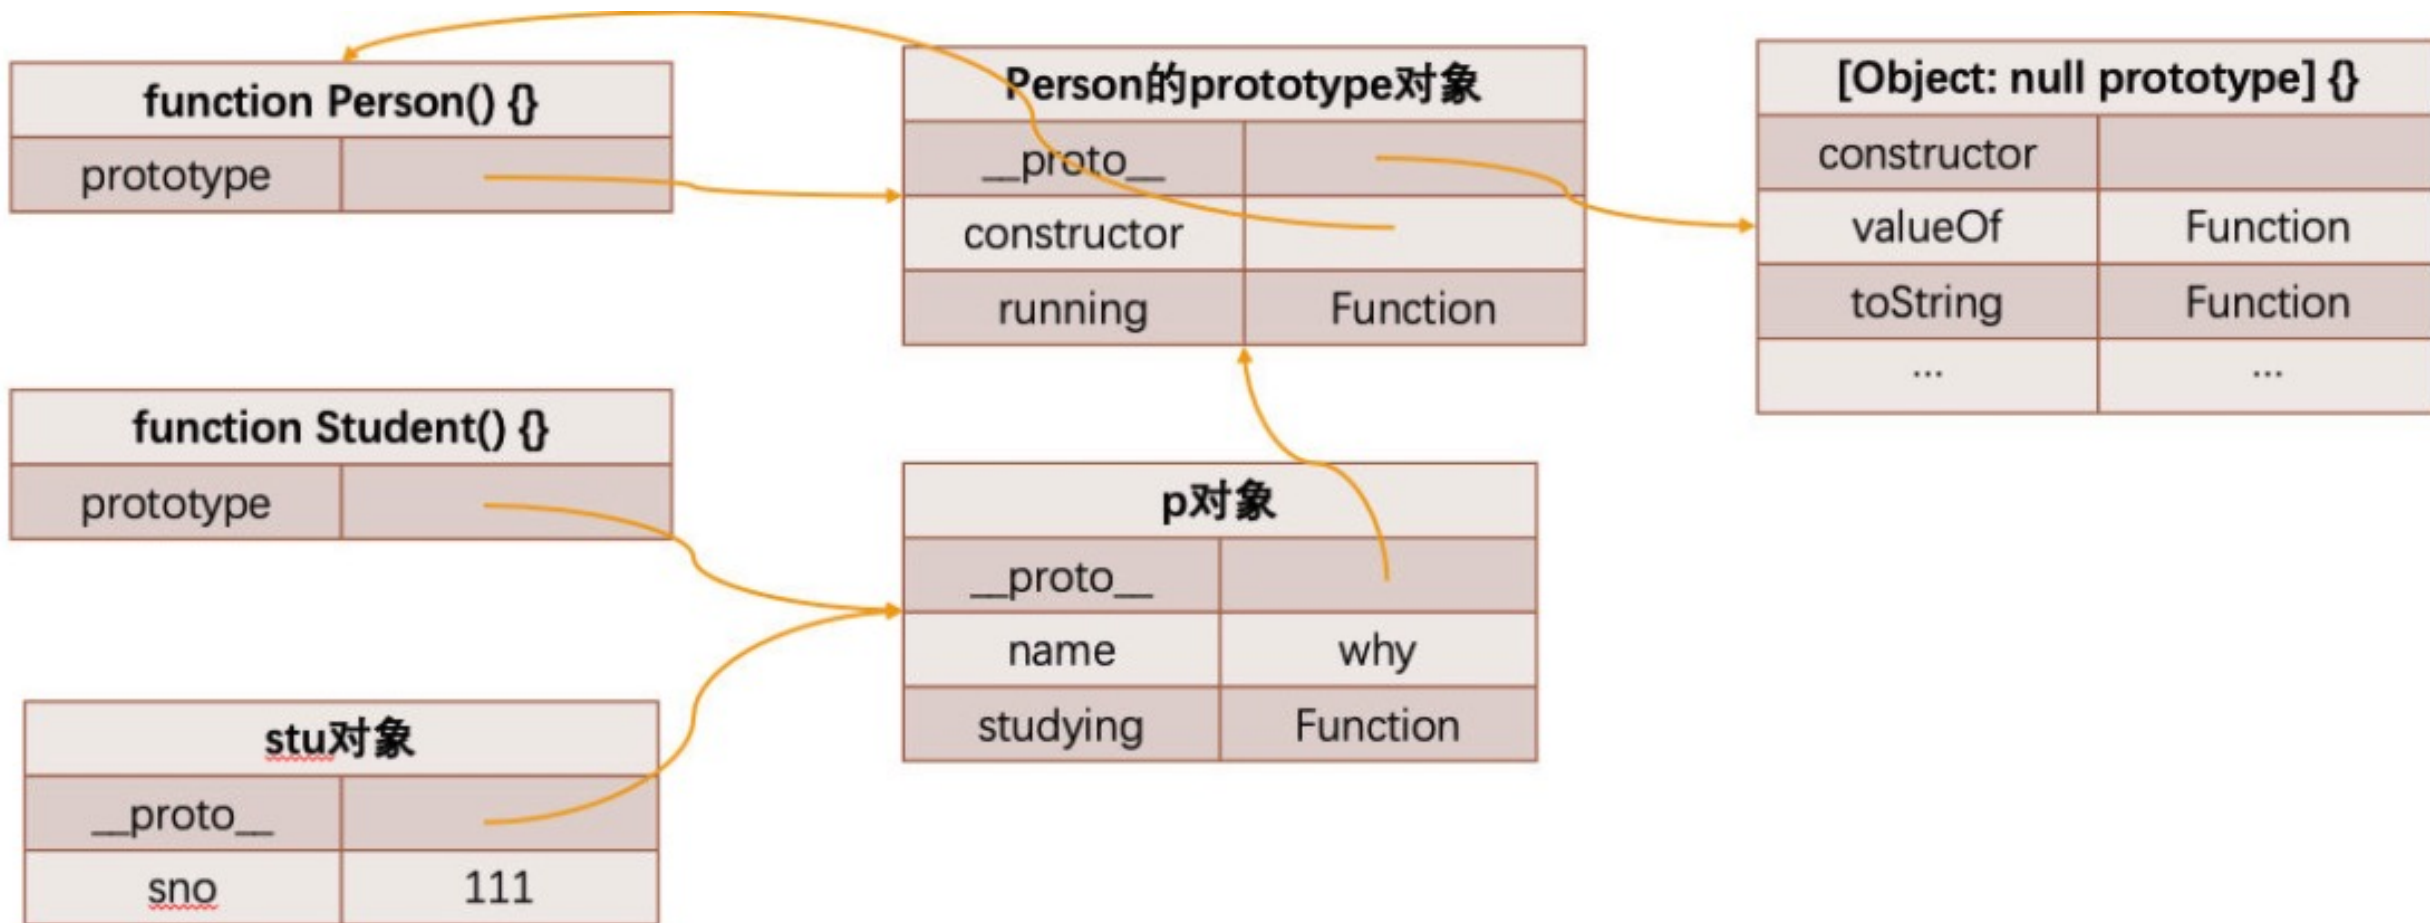 function Person() {}
prototype
Person的prototype对象
__proto__
constructor
running Function
[Object: null prototype] {}
constructor
valueOf Function
toString Function
... ...
function Student() {}
prototype
p对象
__proto__
name why
studying Function
stu对象
__proto__
sno 111